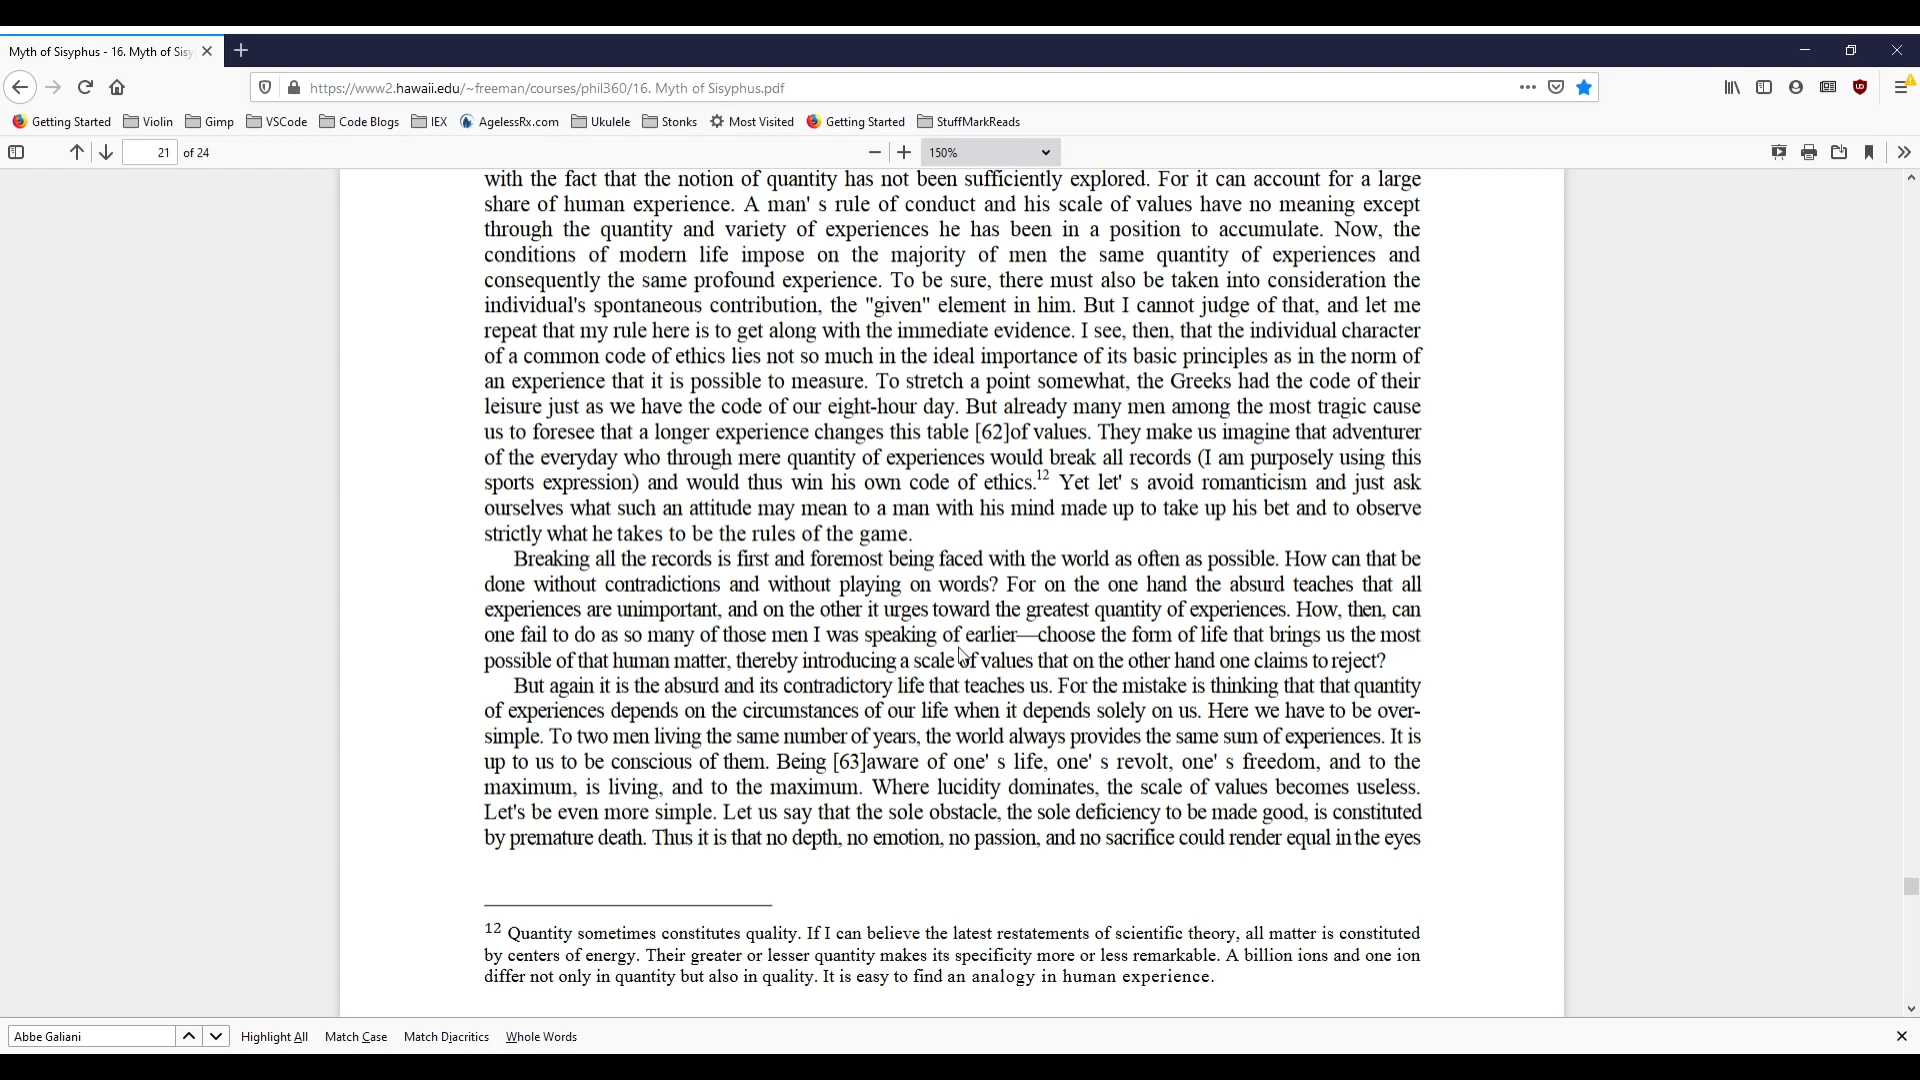 Myth of Sisyphus - 16. Myth of Sisy
https://www2.hawaii.edu/~freeman/courses/phil360/16. Myth of Sisyphus.pdf
Getting Started Violin Gimp VSCode Code Blogs IEX AgelessRx.com Ukulele Stonks Most Visited Getting Started StuffMarkReads
21 of 24 150%
with the fact that the notion of quantity has not been sufficiently explored. For it can account for a large
share of human experience. A man' s rule of conduct and his scale of values have no meaning except
through the quantity and variety of experiences he has been in a position to accumulate. Now, the
conditions of modern life impose on the majority of men the same quantity of experiences and
consequently the same profound experience. To be sure, there must also be taken into consideration the
individual's spontaneous contribution, the "given" element in him. But I cannot judge of that, and let me
repeat that my rule here is to get along with the immediate evidence. I see, then, that the individual character
of a common code of ethics lies not so much in the ideal importance of its basic principles as in the norm of
an experience that it is possible to measure. To stretch a point somewhat, the Greeks had the code of their
leisure just as we have the code of our eight-hour day. But already many men among the most tragic cause
us to foresee that a longer experience changes this table [62]of values. They make us imagine that adventurer
of the everyday who through mere quantity of experiences would break all records (I am purposely using this
sports expression) and would thus win his own code of ethics.12 Yet let' s avoid romanticism and just ask
ourselves what such an attitude may mean to a man with his mind made up to take up his bet and to observe
strictly what he takes to be the rules of the game.
Breaking all the records is first and foremost being faced with the world as often as possible. How can that be
done without contradictions and without playing on words? For on the one hand the absurd teaches that all
experiences are unimportant, and on the other it urges toward the greatest quantity of experiences. How, then, can
one fail to do as so many of those men I was speaking of earlier—choose the form of life that brings us the most
possible of that human matter, thereby introducing a scale of values that on the other hand one claims to reject?
But again it is the absurd and its contradictory life that teaches us. For the mistake is thinking that that quantity
of experiences depends on the circumstances of our life when it depends solely on us. Here we have to be over-
simple. To two men living the same number of years, the world always provides the same sum of experiences. It is
up to us to be conscious of them. Being [63]aware of one' s life, one' s revolt, one' s freedom, and to the
maximum, is living, and to the maximum. Where lucidity dominates, the scale of values becomes useless.
Let's be even more simple. Let us say that the sole obstacle, the sole deficiency to be made good, is constituted
by premature death. Thus it is that no depth, no emotion, no passion, and no sacrifice could render equal in the eyes
12 Quantity sometimes constitutes quality. If I can believe the latest restatements of scientific theory, all matter is constituted
by centers of energy. Their greater or lesser quantity makes its specificity more or less remarkable. A billion ions and one ion
differ not only in quantity but also in quality. It is easy to find an analogy in human experience.
Abbe Galiani Highlight All Match Case Match Diacritics Whole Words